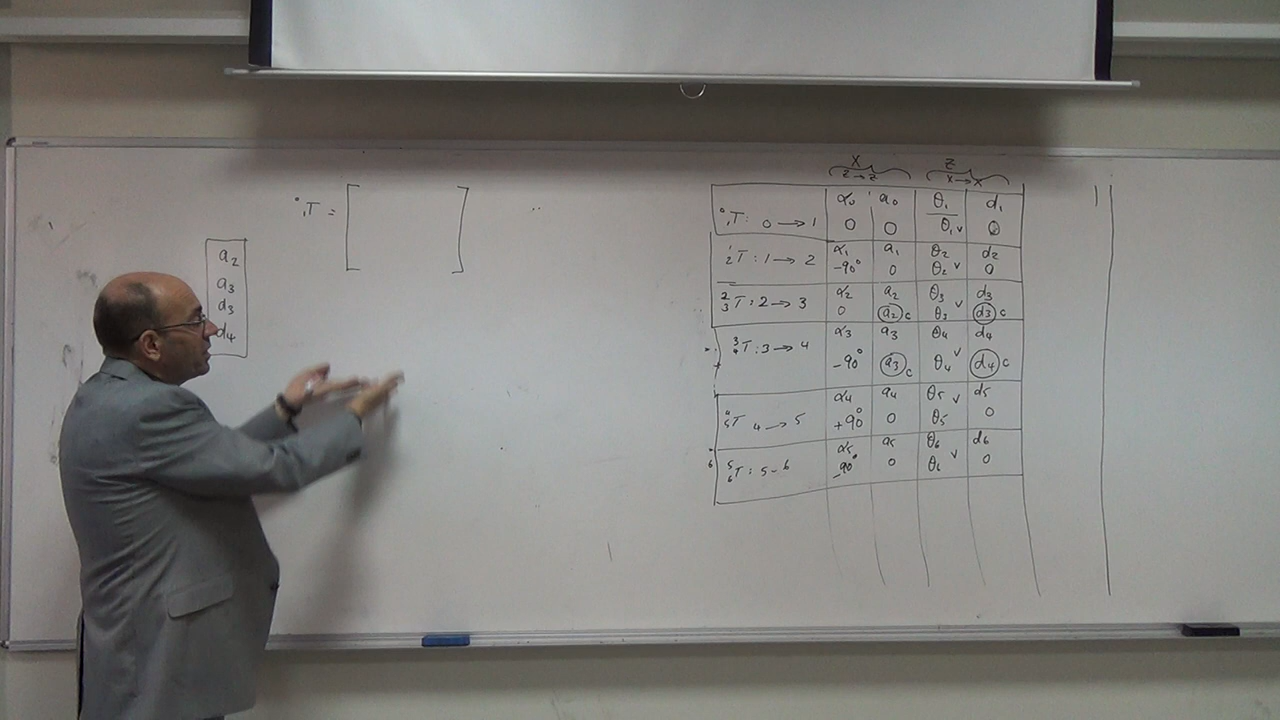 ⁰₁T = [ ]
a₂
a₃
d₃
d₄
X Z
Z → Z X → X
α₀ a₀ θ₁ d₁
⁰₁T: 0 → 1 0 0 θ₁ v 0
α₁ a₁ θ₂ d₂
¹₂T: 1 → 2 -90° 0 θ₂ v 0
α₂ a₂ θ₃ d₃
²₃T: 2 → 3 0 a₂ c θ₃ v d₃ c
α₃ a₃ θ₄ d₄
³₄T: 3 → 4 -90° a₃ c θ₄ v d₄ c
α₄ a₄ θ₅ v d₅
⁴₅T 4 → 5 +90° 0 θ₅ 0
α₅ a₅ θ₆ d₆
⁵₆T: 5 - 6 -90° 0 θ₆ v 0